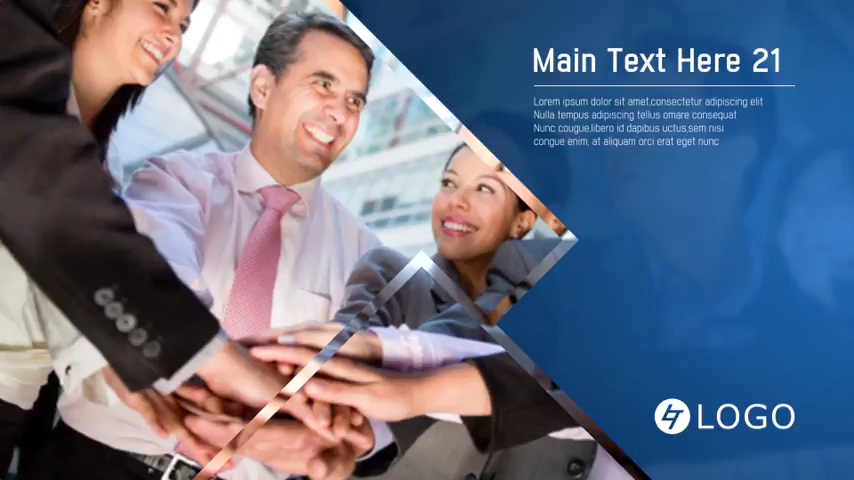 Main Text Here 21
Lorem ipsum dolor sit amet,consectetur adipiscing elit
Nulla tempus adipiscing tellus ornare consequat
Nunc cougue,libero id dapibus uctus,sem nisi
congue enim, at aliquam orci erat eget nunc
LOGO